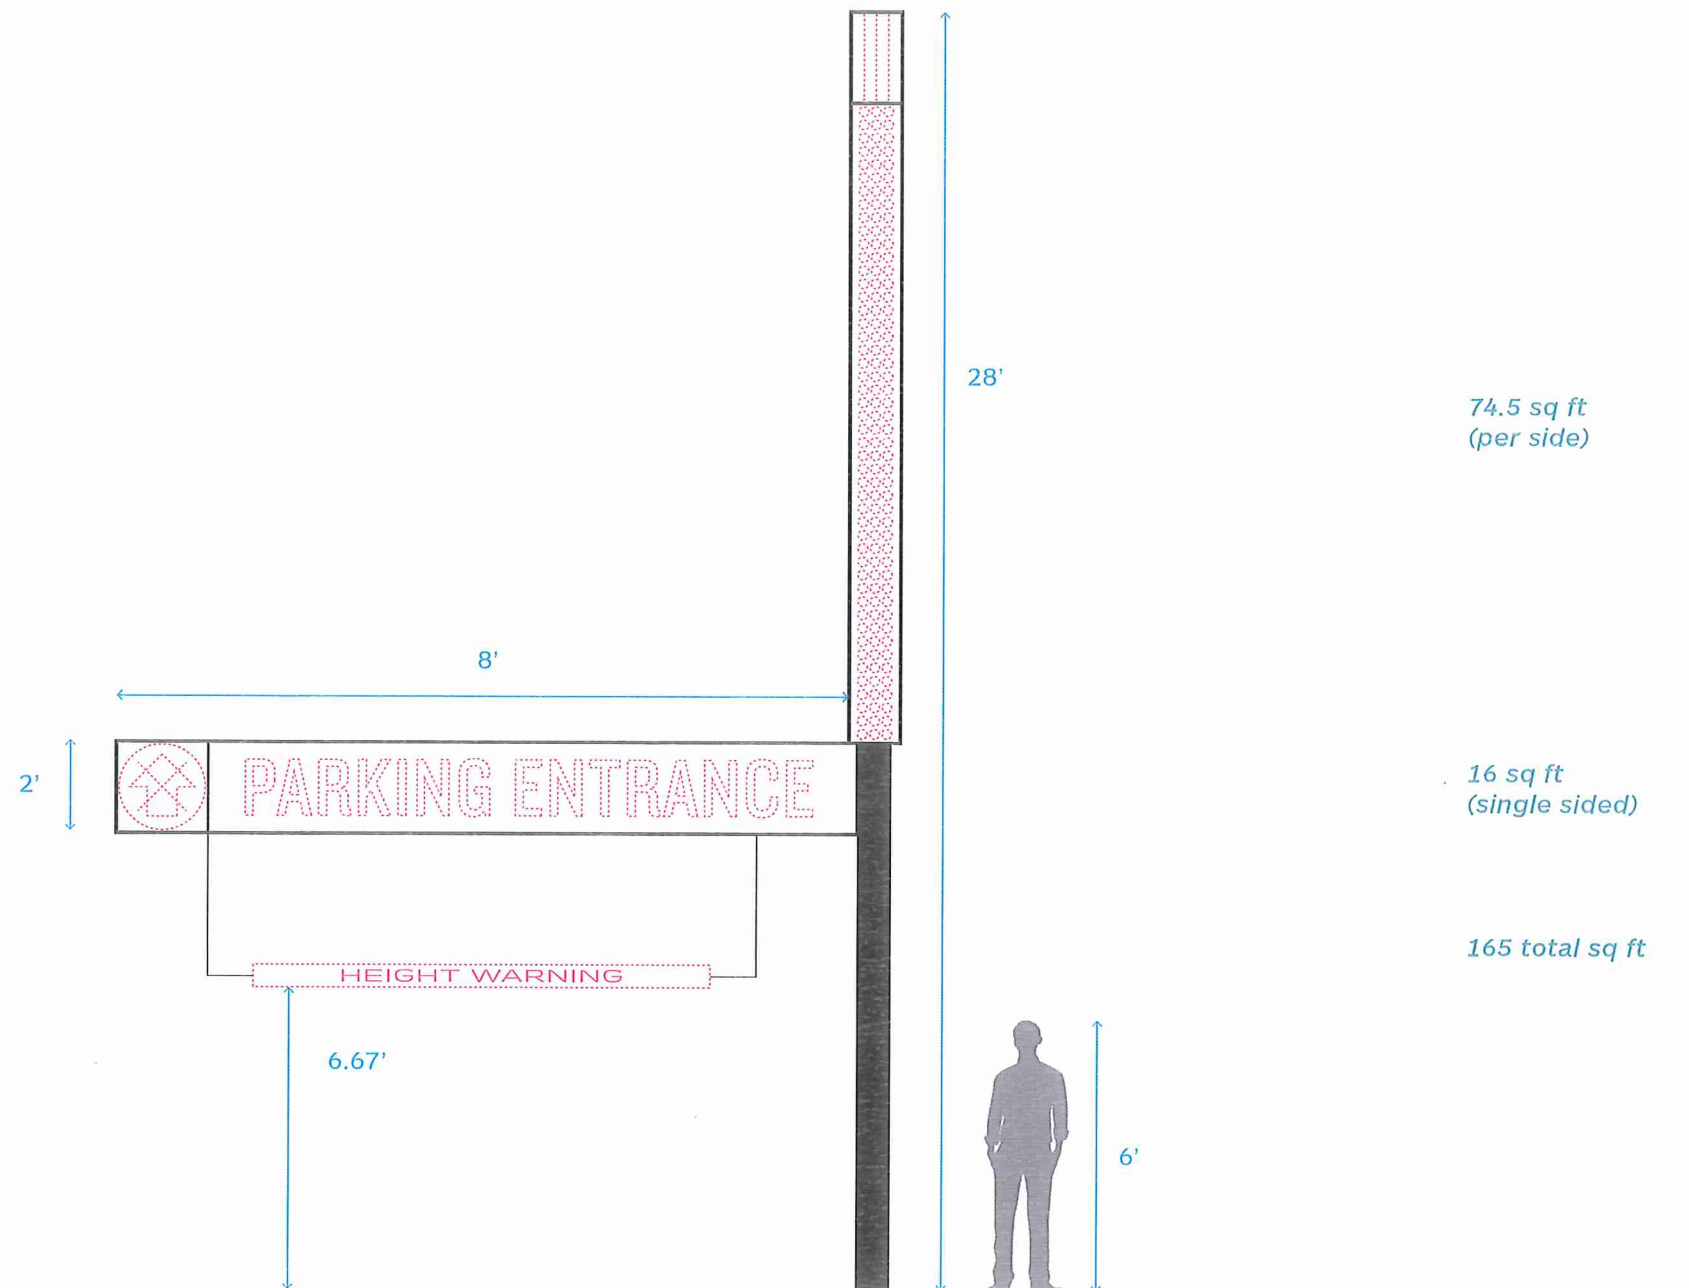 28’
74.5 sq ft
(per side)
8’
2’
PARKING ENTRANCE
16 sq ft
(single sided)
165 total sq ft
HEIGHT WARNING
6.67’
6’